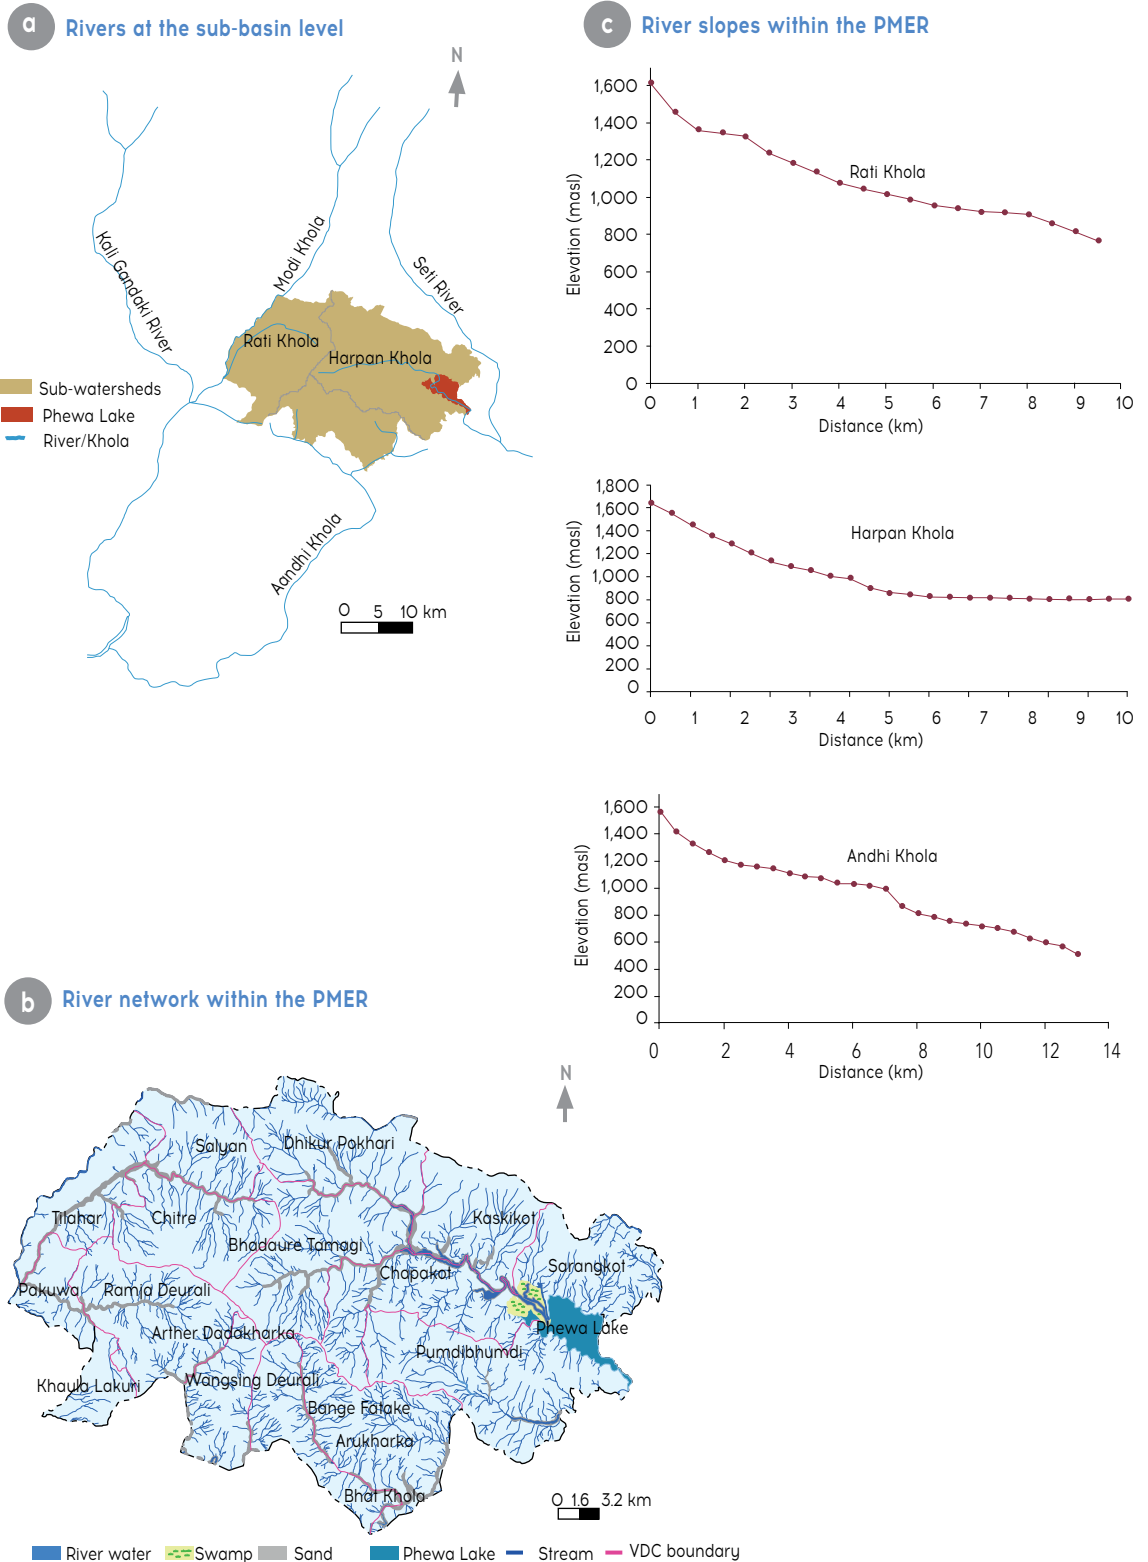 a Rivers at the sub-basin level
N
Kali Gandaki River
Modi Khola
Seti River
Rati Khola
Harpan Khola
Aandhi Khola
Sub-watersheds
Phewa Lake
River/Khola
0 5 10 km
c River slopes within the PMER
Elevation (masl)
1,600
1,400
1,200
1,000
800
600
400
200
0
Rati Khola
0 1 2 3 4 5 6 7 8 9 10
Distance (km)
Elevation (masl)
1,800
1,600
1,400
1,200
1,000
800
600
400
200
0
Harpan Khola
0 1 2 3 4 5 6 7 8 9 10
Distance (km)
Elevation (masl)
1,600
1,400
1,200
1,000
800
600
400
200
0
Andhi Khola
0 2 4 6 8 10 12 14
Distance (km)
b River network within the PMER
N
Salyan
Dhikur Pokhari
Tilahar
Chitre
Kaskikot
Bhadaure Tamagi
Sarangkot
Chapakot
Pakuwa
Ramja Deurali
Phewa Lake
Arther Dadakharka
Pumdibhumdi
Khaula Lakuri
Wangsing Deurali
Bange Fatake
Arukharka
Bhat Khola
0 1.6 3.2 km
River water
Swamp
Sand
Phewa Lake
Stream
VDC boundary